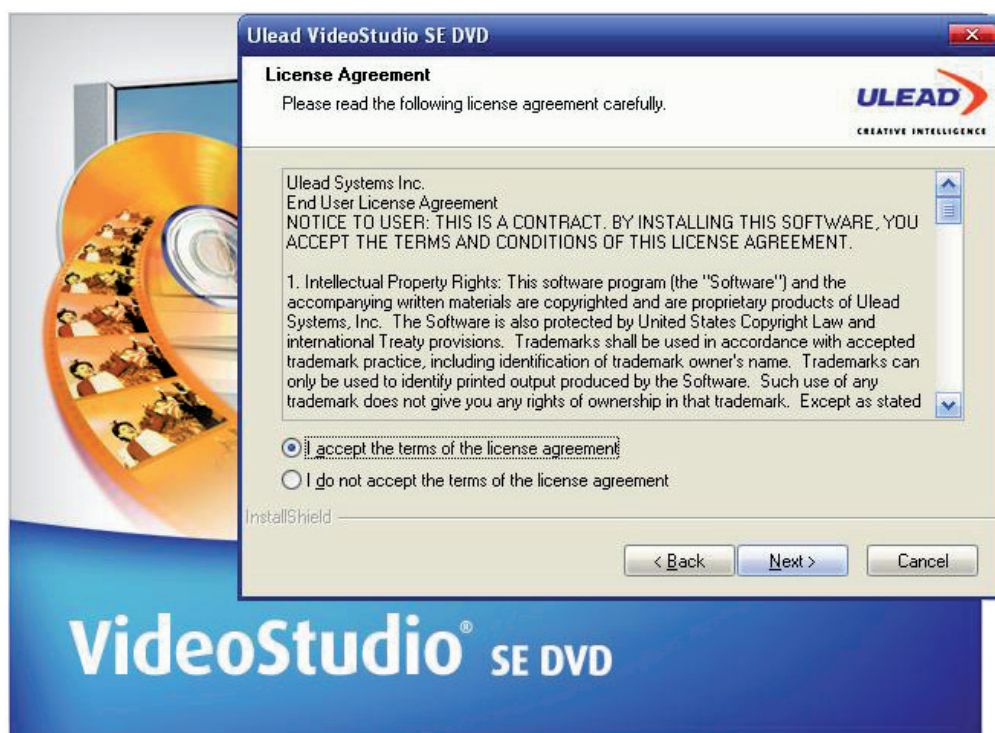 Ulead VideoStudio SE DVD
License Agreement
Please read the following license agreement carefully.
ULEAD
CREATIVE INTELLIGENCE
Ulead Systems Inc.
End User License Agreement
NOTICE TO USER: THIS IS A CONTRACT. BY INSTALLING THIS SOFTWARE, YOU
ACCEPT THE TERMS AND CONDITIONS OF THIS LICENSE AGREEMENT.
1. Intellectual Property Rights: This software program (the "Software") and the
accompanying written materials are copyrighted and are proprietary products of Ulead
Systems, Inc. The Software is also protected by United States Copyright Law and
international Treaty provisions. Trademarks shall be used in accordance with accepted
trademark practice, including identification of trademark owner's name. Trademarks can
only be used to identify printed output produced by the Software. Such use of any
trademark does not give you any rights of ownership in that trademark. Except as stated
I accept the terms of the license agreement
I do not accept the terms of the license agreement
InstallShield
< Back
Next >
Cancel
VideoStudio® SE DVD